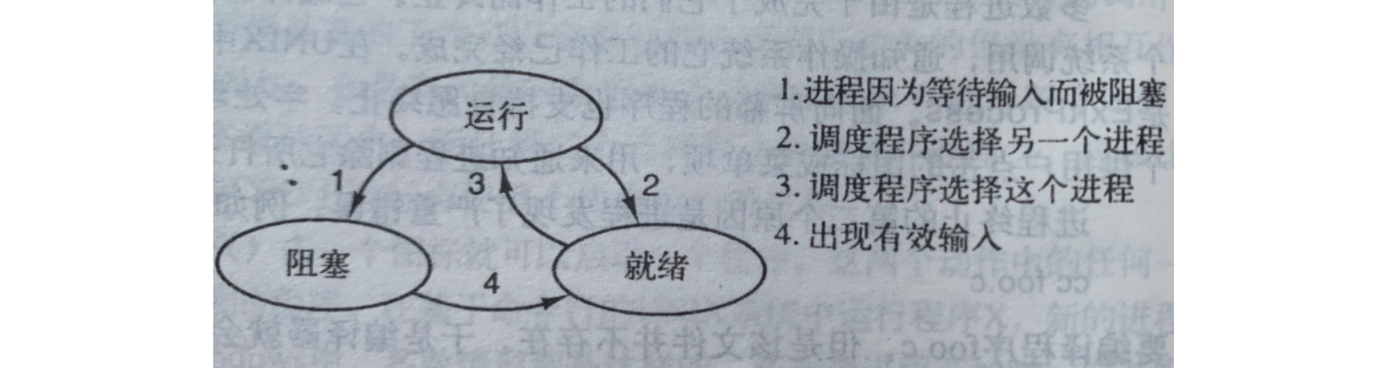 运行
1
3
2
阻塞
就绪
4
1.进程因为等待输入而被阻塞
2. 调度程序选择另一个进程
3. 调度程序选择这个进程
4. 出现有效输入